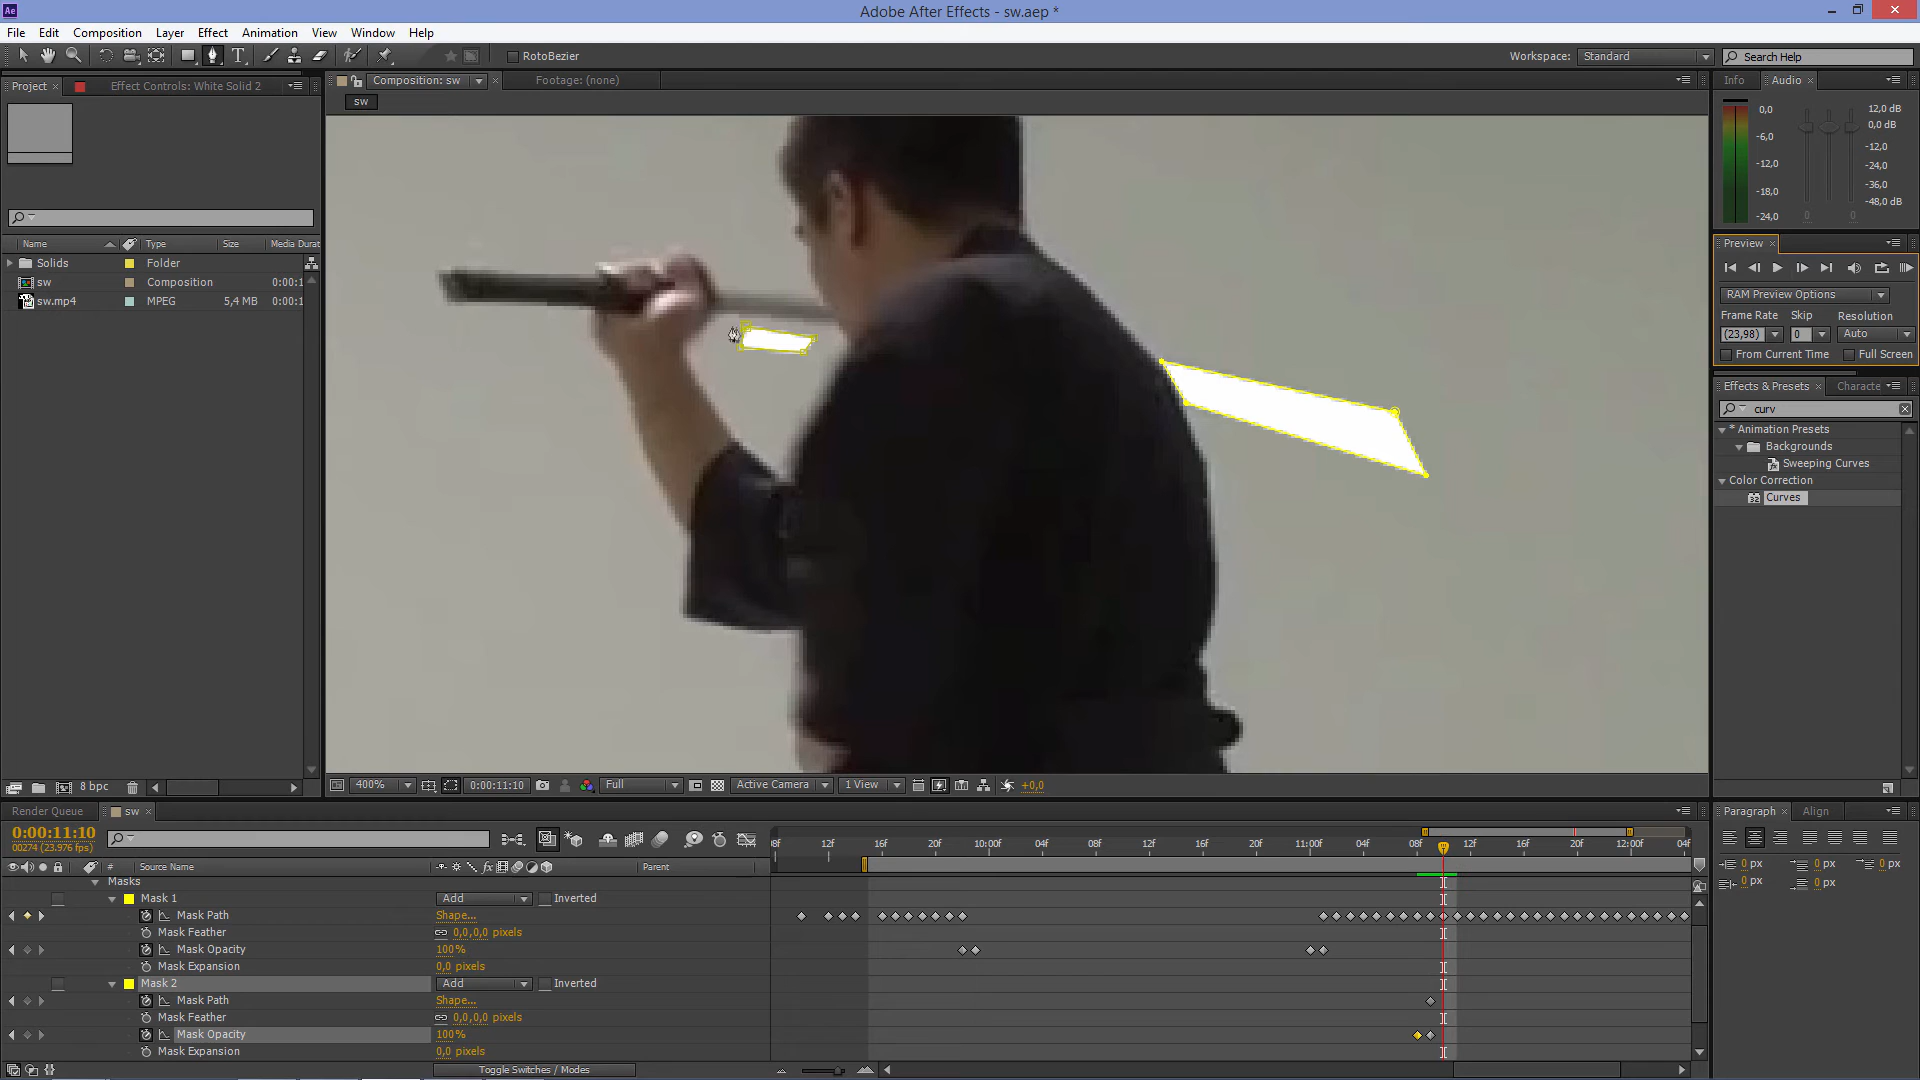 Adobe After Effects - sw.aep *
File Edit Composition Layer Effect Animation View Window Help
RotoBezier
Workspace: Standard
Search Help
Project
Effect Controls: White Solid 2
Composition: sw
Footage: (none)
Info
Audio
sw
Name Type Size Media Durat
Solids Folder
sw Composition 0:00:1
sw.mp4 MPEG 5,4 MB 0:00:1
0,0
-6,0
-12,0
-18,0
-24,0
12,0 dB
0,0 dB
-12,0
-24,0
-36,0
-48,0 dB
0 0
Preview
RAM Preview Options
Frame Rate Skip Resolution
(23,98) 0 Auto
From Current Time Full Screen
Effects & Presets
Characte
curv
* Animation Presets
Backgrounds
Sweeping Curves
Color Correction
32
Curves
8 bpc
400%
0:00:11:10
Full
Active Camera
1 View
+0,0
Render Queue
sw
0:00:11:10
00274 (23.976 fps)
8f 12f 16f 20f 10:00f 04f 08f 12f 16f 20f 11:00f 04f 08f 12f 16f 20f 12:00f 04f
# Source Name
Parent
Masks
Mask 1 Add Inverted
Mask Path Shape...
Mask Feather 0,0,0,0 pixels
Mask Opacity 100%
Mask Expansion 0,0 pixels
Mask 2 Add Inverted
Mask Path Shape...
Mask Feather 0,0,0,0 pixels
Mask Opacity 100%
Mask Expansion 0,0 pixels
Toggle Switches / Modes
Paragraph
Align
0 px 0 px 0 px
0 px 0 px